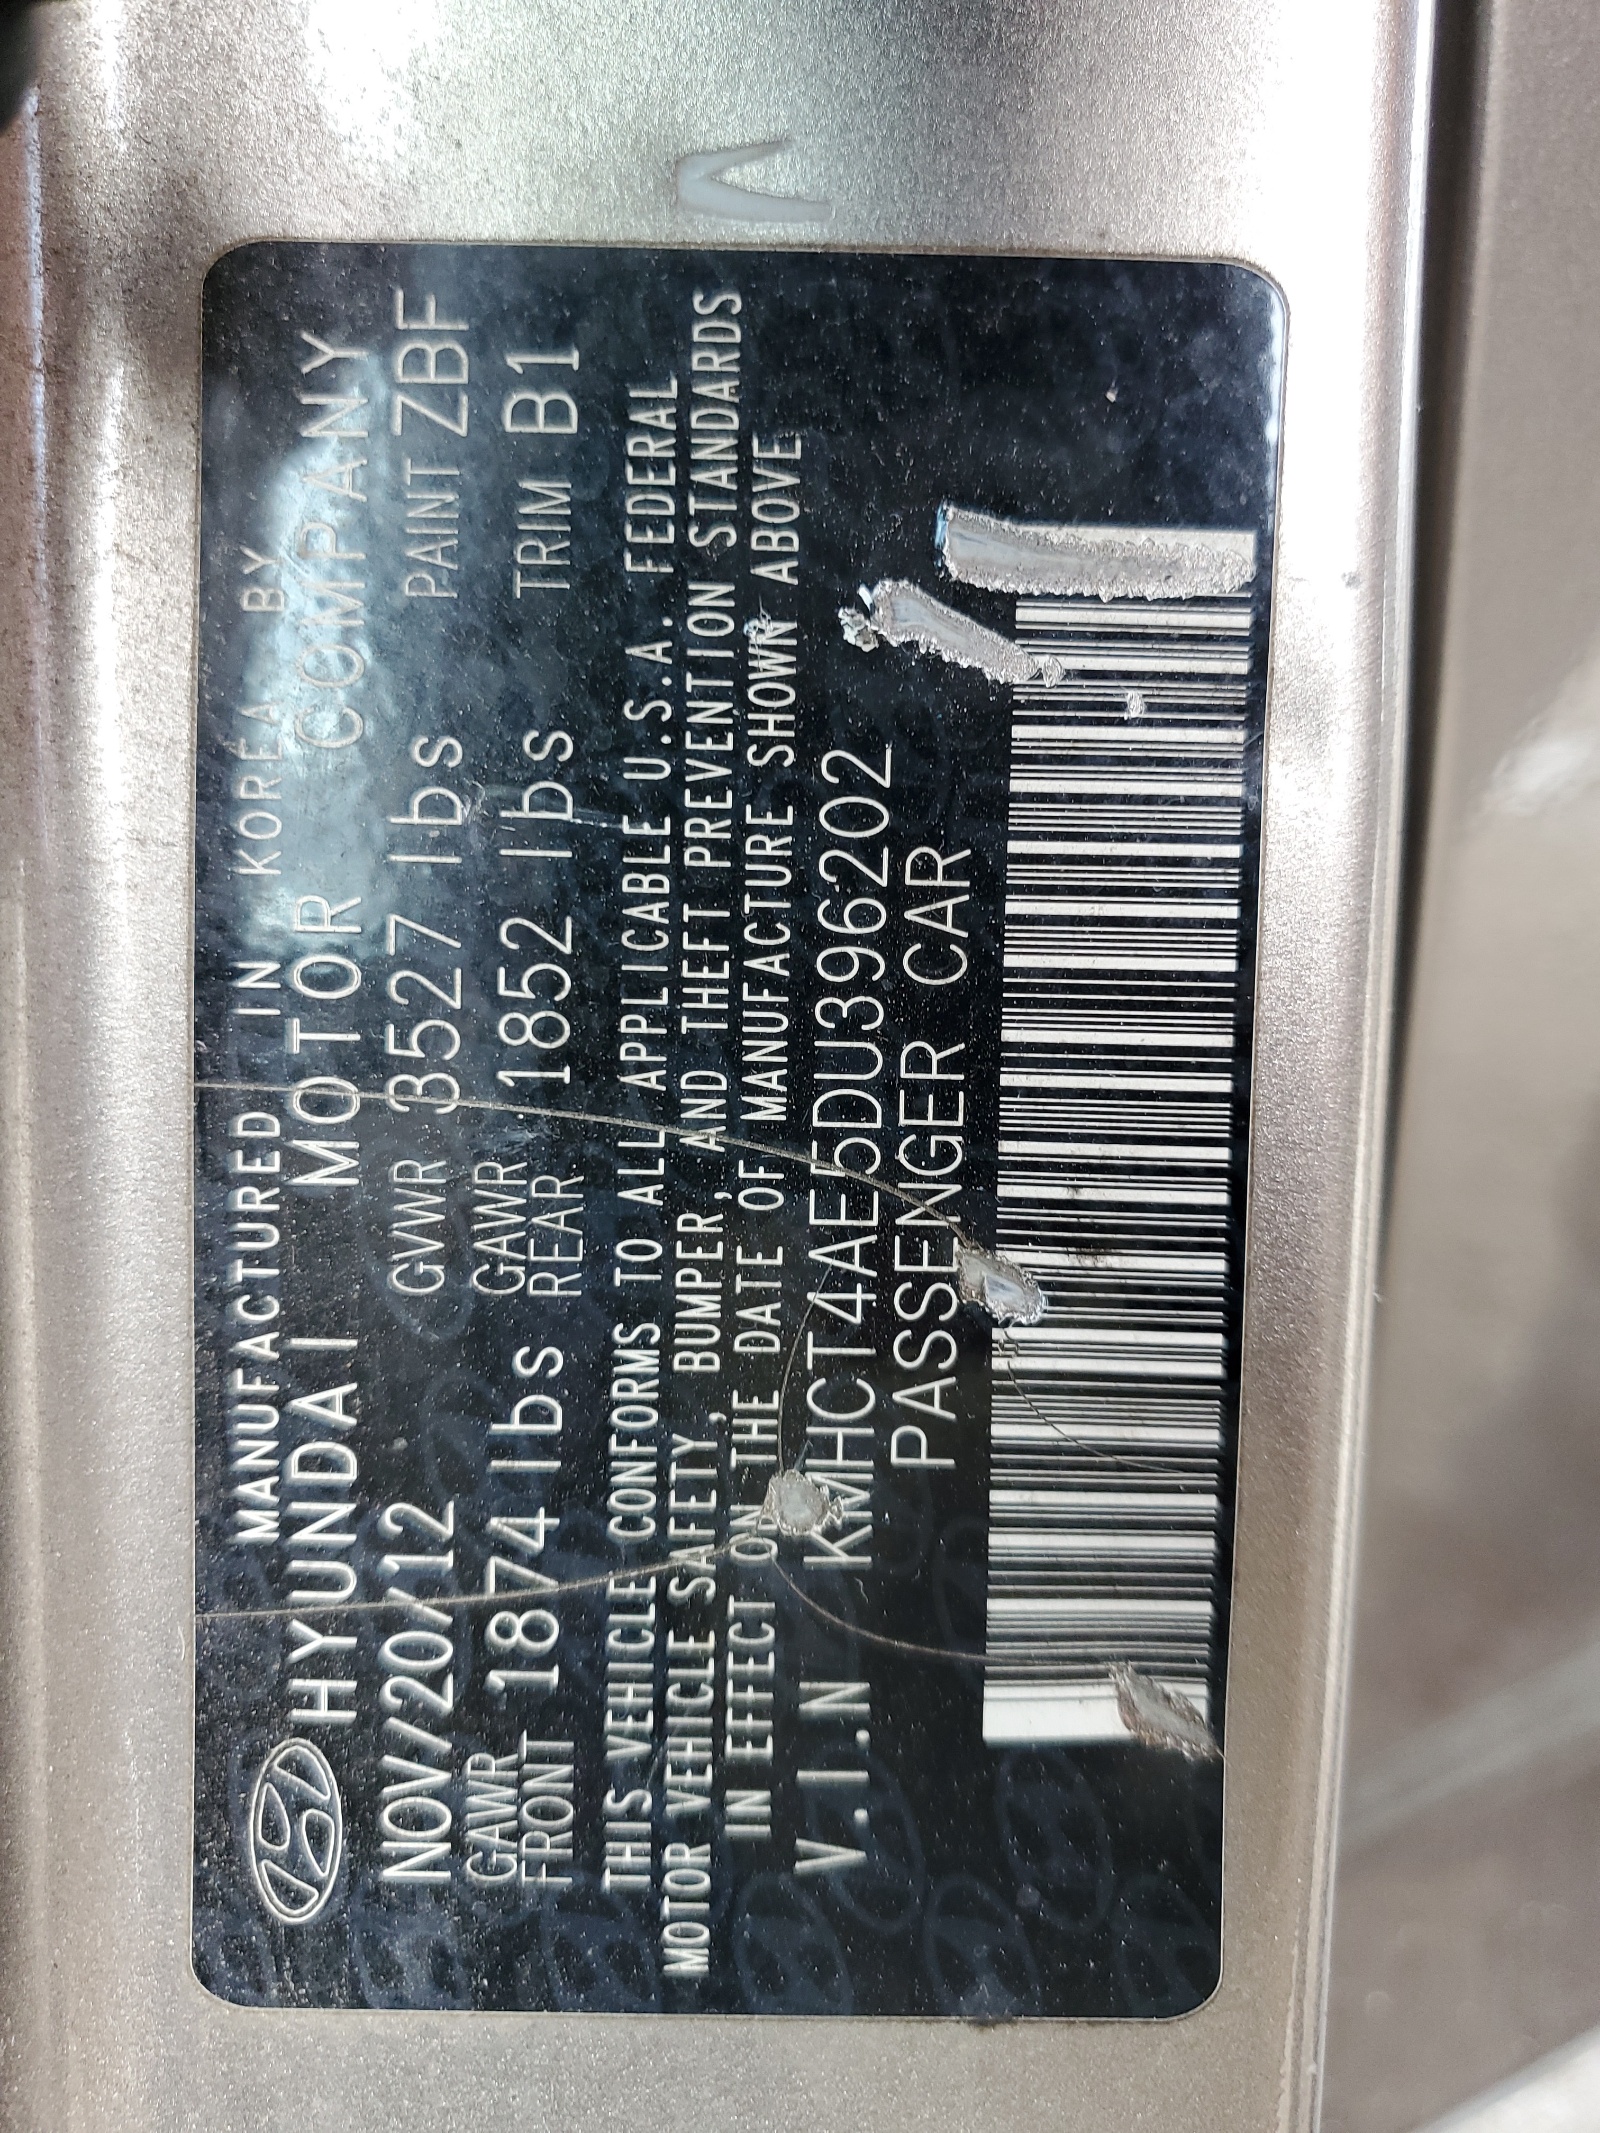 MANUFACTURED IN KOREA BY
HYUNDAI MOTOR COMPANY
NOV/20/12 GVWR 3527 lbs PAINT ZBF
GAWR FRONT 1874 lbs GAWR REAR 1852 lbs TRIM B1
THIS VEHICLE CONFORMS TO ALL APPLICABLE U.S.A. FEDERAL
MOTOR VEHICLE SAFETY, BUMPER, AND THEFT PREVENTION STANDARDS
IN EFFECT ON THE DATE OF MANUFACTURE SHOWN ABOVE
V.I.N KMHCT4AE5DU396202
PASSENGER CAR